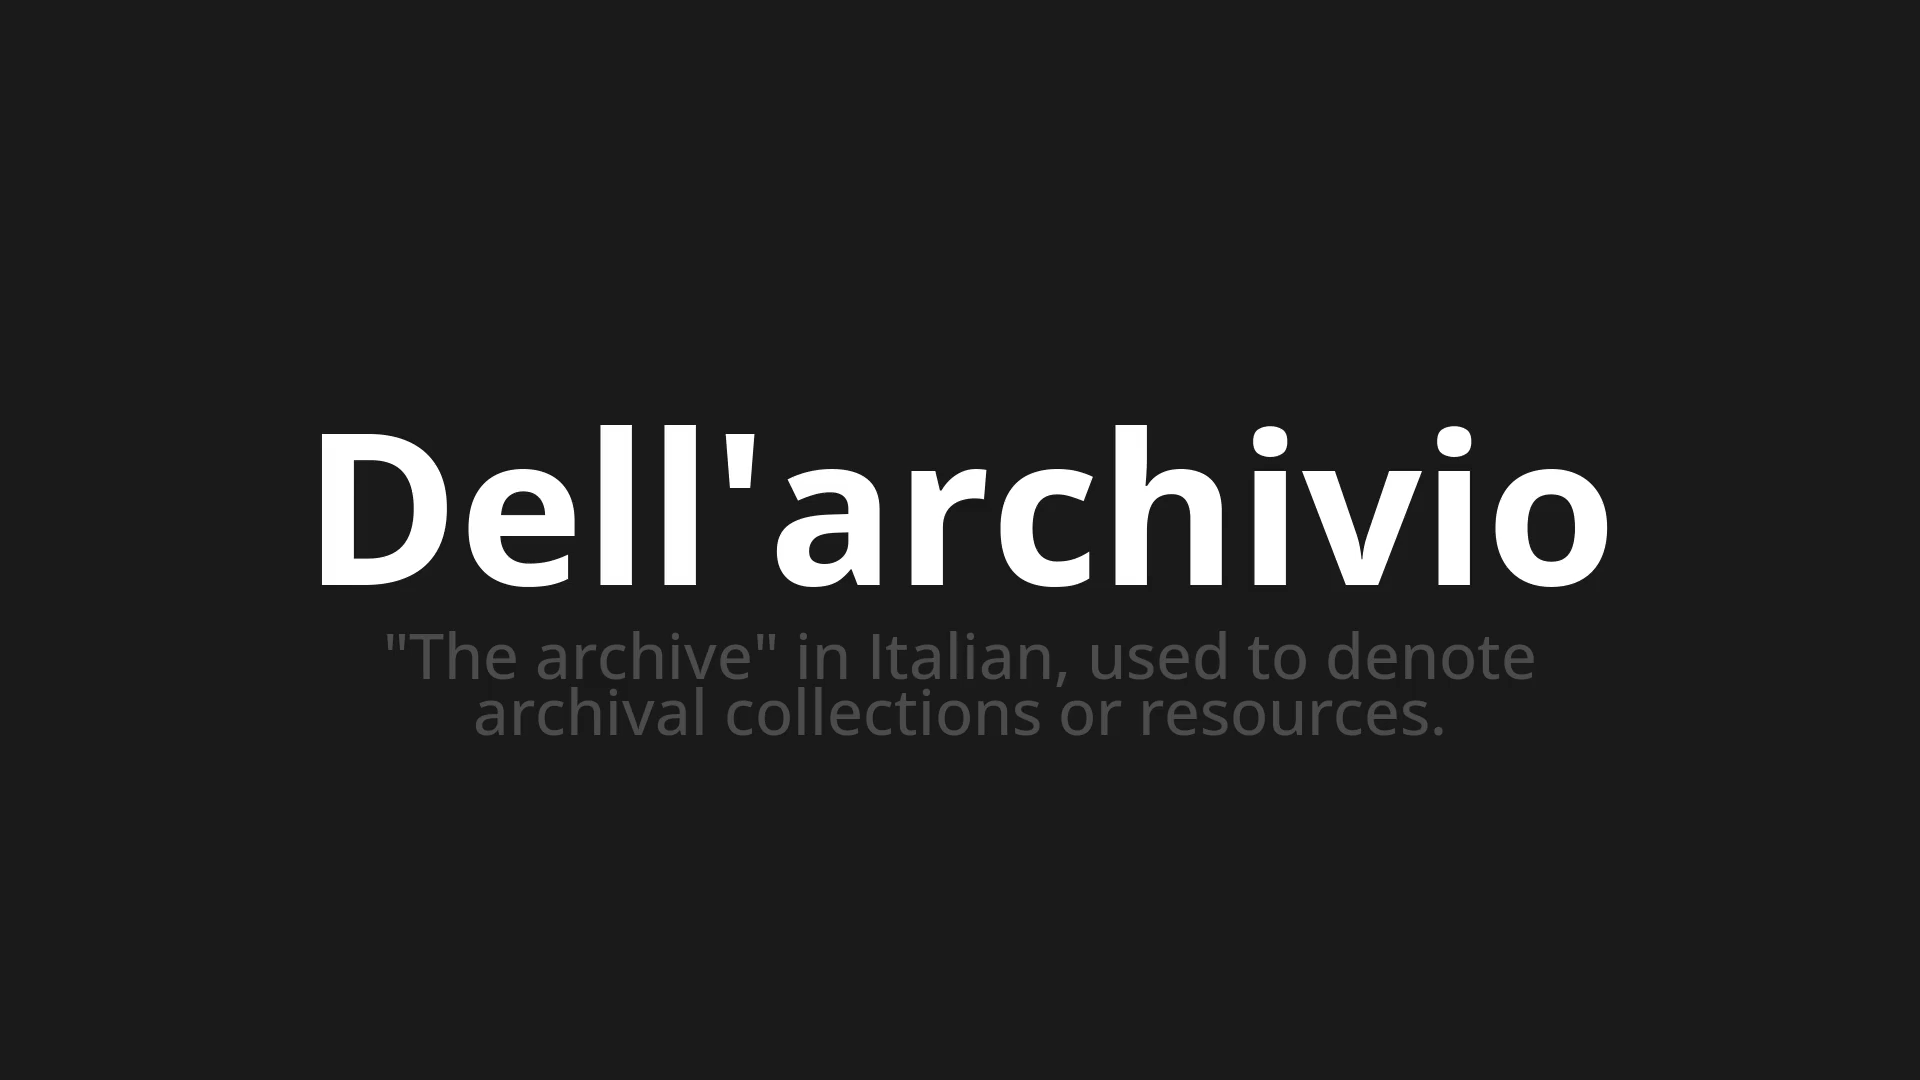 Dell'archivio
"The archive" in Italian, used to denote
archival collections or resources.